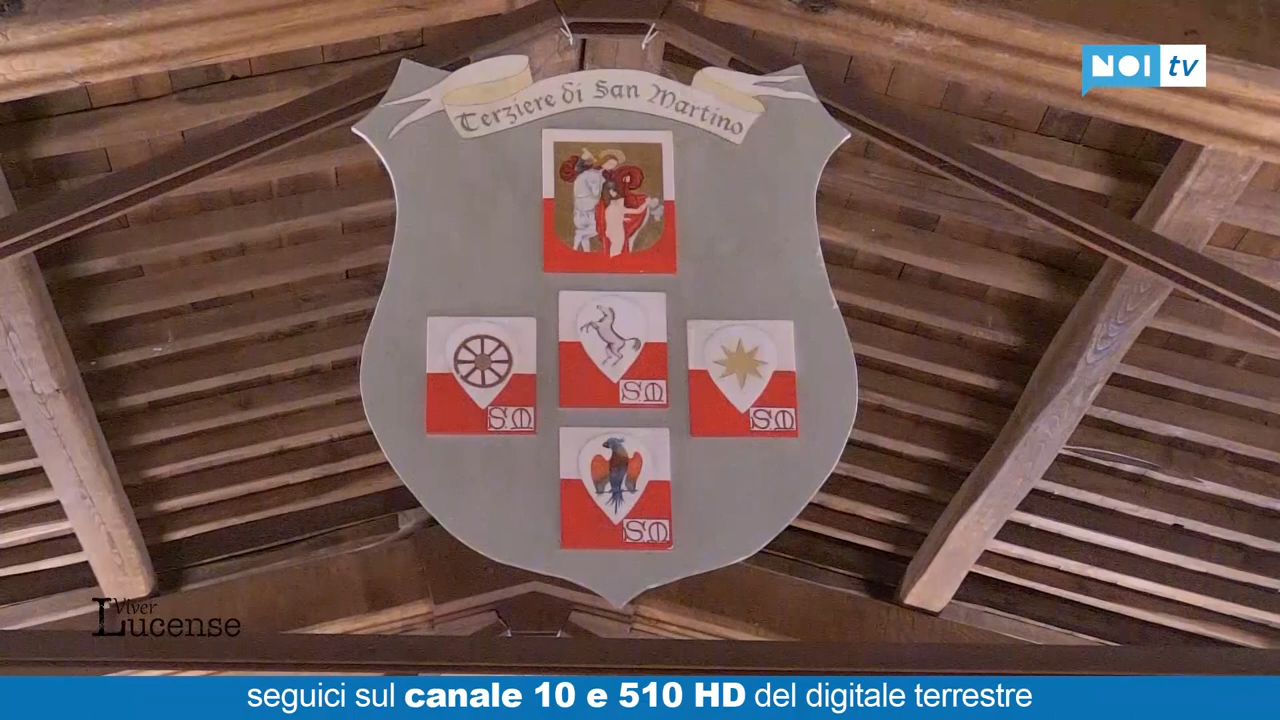 NOI tv
Terziere di San Martino
S.M
S.M
S.M
S.M
Viver
Lucense
seguici sul canale 10 e 510 HD del digitale terrestre